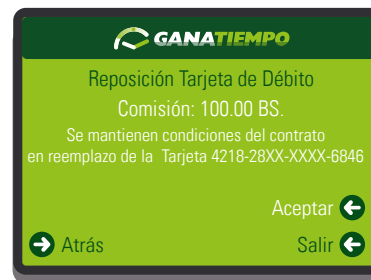 GANATIEMPO
Reposición Tarjeta de Débito
Comisión: 100.00 BS.
Se mantienen condiciones del contrato
en reemplazo de la Tarjeta 4218-28XX-XXXX-6846
Aceptar
Atrás
Salir